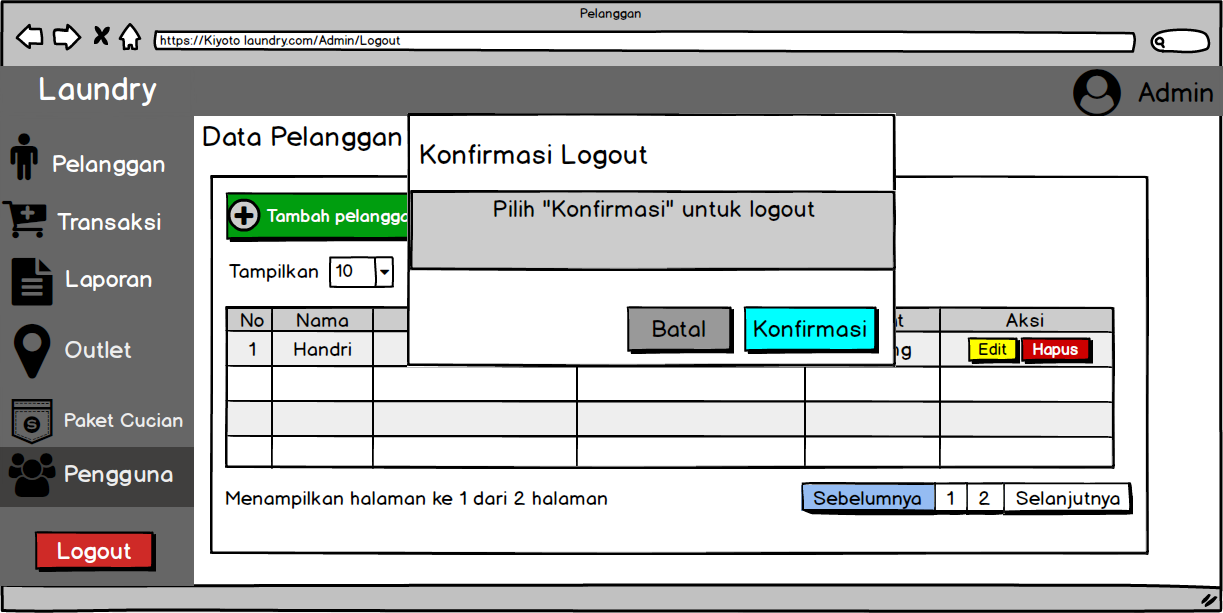 Pelanggan
https://Kiyoto laundry.com/Admin/Logout
Laundry
Admin
Data Pelanggan
Konfirmasi Logout
Pilih "Konfirmasi" untuk logout
Batal
Konfirmasi
Pelanggan
Transaksi
Laporan
Outlet
Paket Cucian
Pengguna
Logout
Tambah pelangga
Tampilkan 10
No Nama Aksi
1 Handri Edit Hapus
Menampilkan halaman ke 1 dari 2 halaman
Sebelumnya 1 2 Selanjutnya